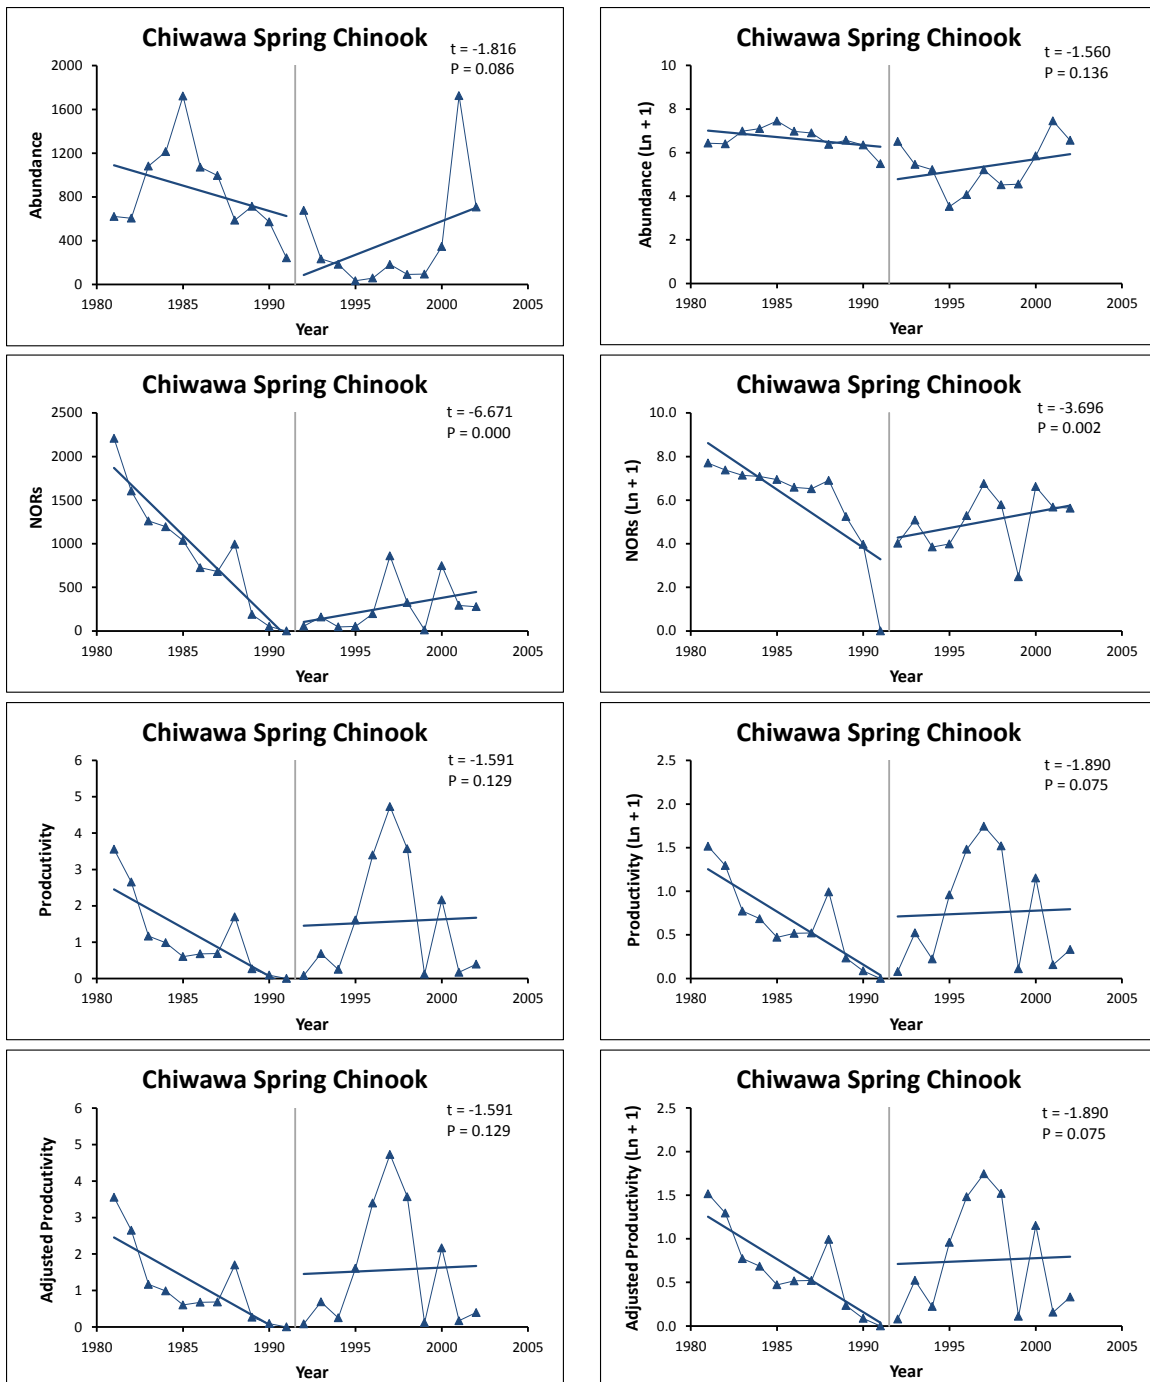 Chiwawa Spring Chinook
t = -1.816
P = 0.086
2000
1600
1200
800
400
0
Abundance
1980 1985 1990 1995 2000 2005
Year
Chiwawa Spring Chinook
t = -1.560
P = 0.136
10
8
6
4
2
0
Abundance (Ln + 1)
1980 1985 1990 1995 2000 2005
Year
Chiwawa Spring Chinook
t = -6.671
P = 0.000
2500
2000
1500
1000
500
0
NORs
1980 1985 1990 1995 2000 2005
Year
Chiwawa Spring Chinook
t = -3.696
P = 0.002
10.0
8.0
6.0
4.0
2.0
0.0
NORs (Ln + 1)
1980 1985 1990 1995 2000 2005
Year
Chiwawa Spring Chinook
t = -1.591
P = 0.129
6
5
4
3
2
1
0
Prodcutivity
1980 1985 1990 1995 2000 2005
Year
Chiwawa Spring Chinook
t = -1.890
P = 0.075
2.5
2.0
1.5
1.0
0.5
0.0
Productivity (Ln + 1)
1980 1985 1990 1995 2000 2005
Year
Chiwawa Spring Chinook
t = -1.591
P = 0.129
6
5
4
3
2
1
0
Adjusted Prodcutivity
1980 1985 1990 1995 2000 2005
Year
Chiwawa Spring Chinook
t = -1.890
P = 0.075
2.5
2.0
1.5
1.0
0.5
0.0
Adjusted Productivity (Ln + 1)
1980 1985 1990 1995 2000 2005
Year